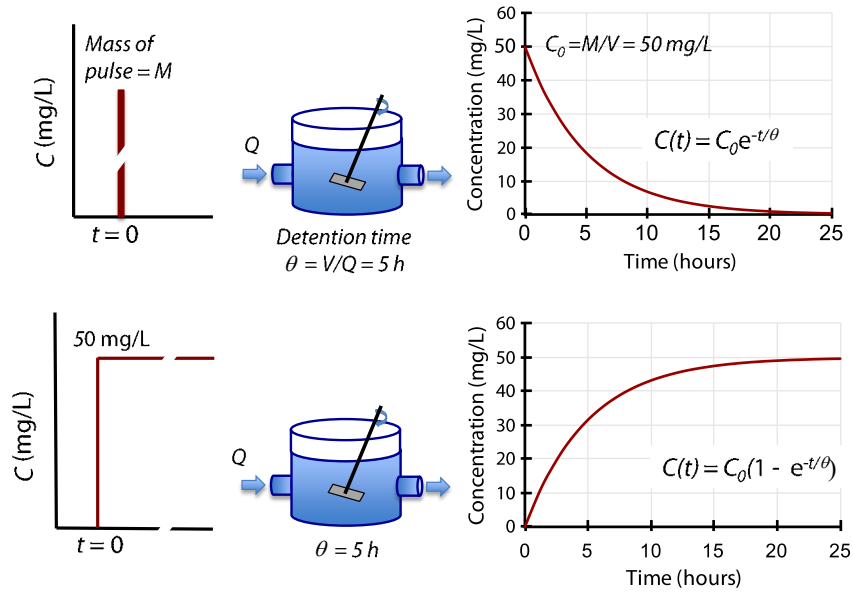 Mass of
pulse = M
C (mg/L)
t = 0
Q
Detention time
θ = V/Q = 5 h
Concentration (mg/L)
60
50
40
30
20
10
0
C₀ =M/V = 50 mg/L
C(t) = C₀e⁻ᵗ/θ
0 5 10 15 20 25
Time (hours)
50 mg/L
C (mg/L)
t = 0
Q
θ = 5 h
Concentration (mg/L)
60
50
40
30
20
10
0
C(t) = C₀(1 - e⁻ᵗ/θ)
0 5 10 15 20 25
Time (hours)